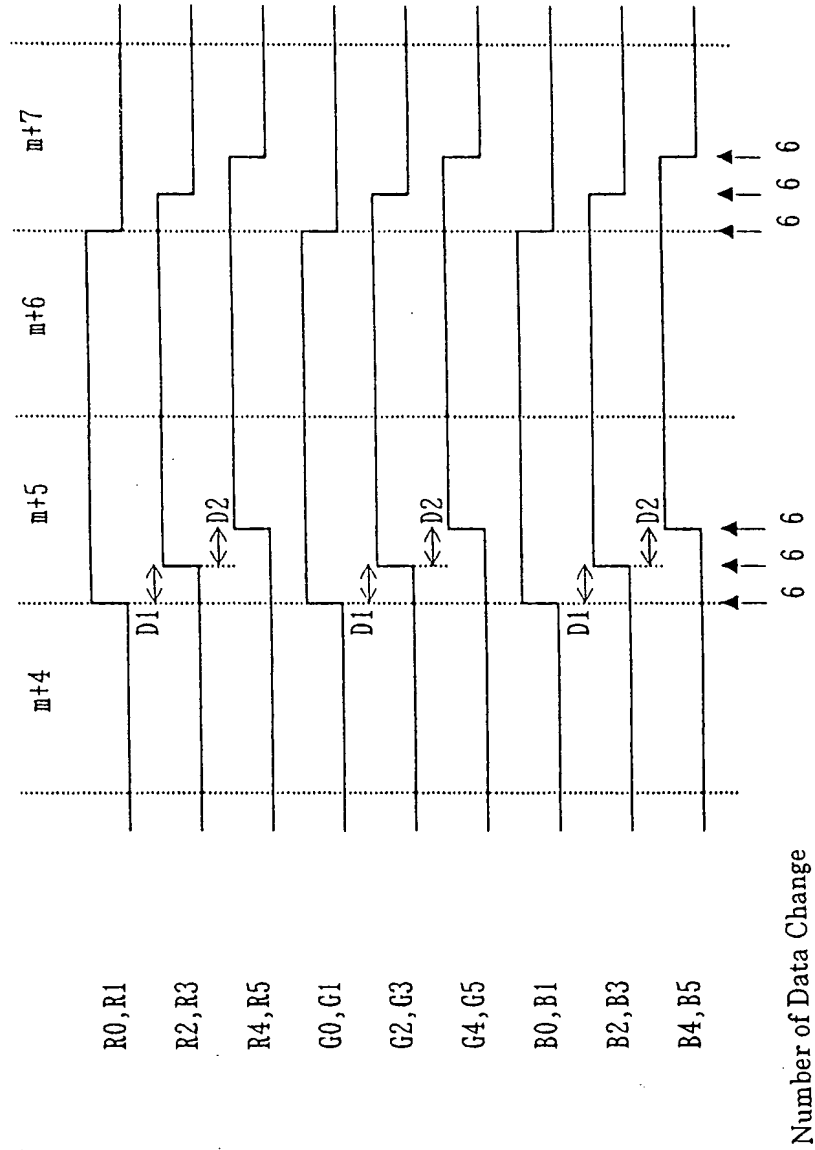 m+4 m+5 m+6 m+7
R0,R1
D1
R2,R3
D2
R4,R5
G0,G1
D1
G2,G3
D2
G4,G5
B0,B1
D1
B2,B3
D2
B4,B5
Number of Data Change 6 6 6 6 6 6